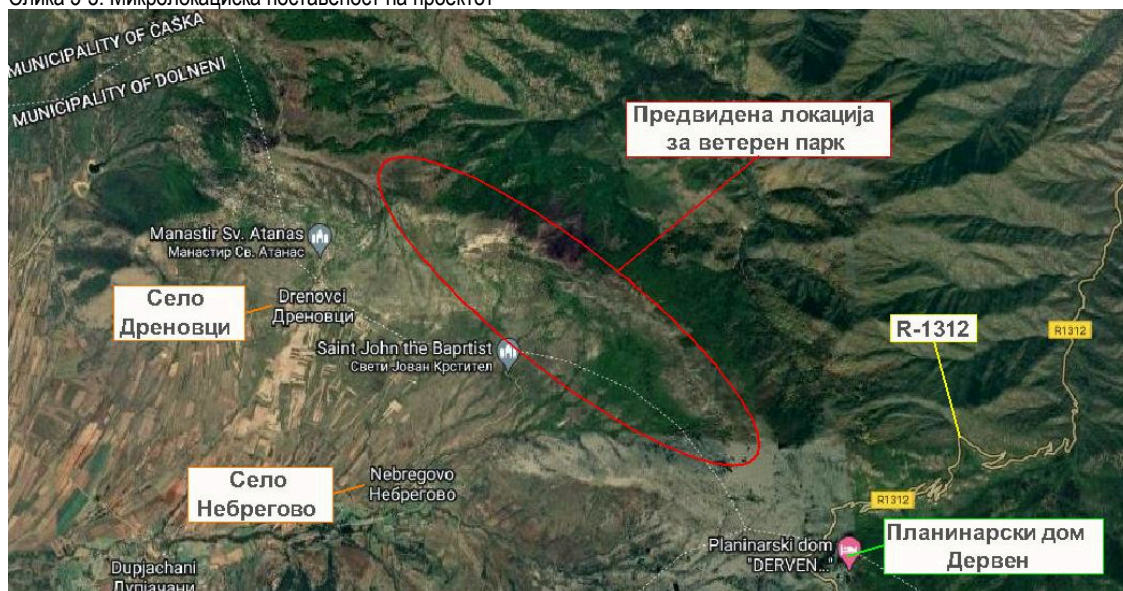 Слика 3-3. Микролокациска поставеност на проектот
MUNICIPALITY OF ČAŠKA
MUNICIPALITY OF DOLNENI
Предвидена локација
за ветерен парк
Manastir Sv. Atanas
Манастир Св. Атанас
Село
Дреновци
Drenovci
Дреновци
Saint John the Baprtist
Свети Јован Крстител
R-1312
R1312
Село
Небрегово
Nebregovo
Небрегово
R1312
Planinarski dom
"DERVEN..."
Планинарски дом
Дервен
Dupjachani
Дупјачани